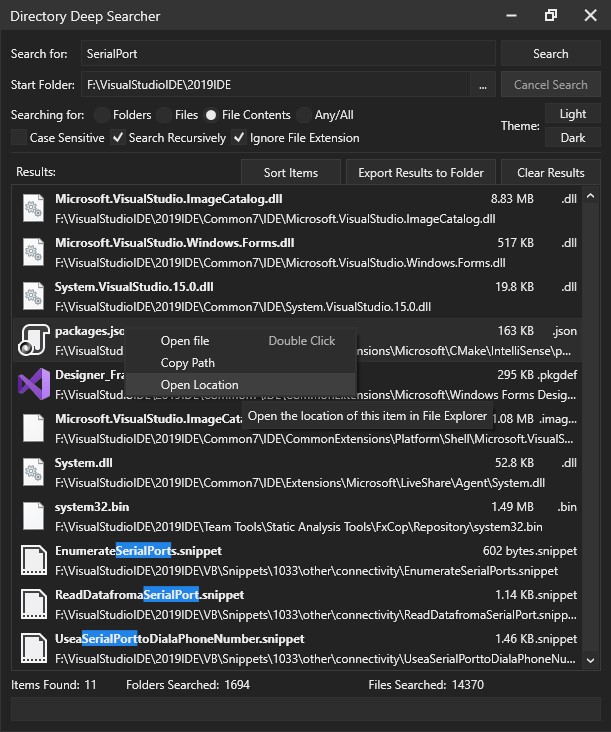 Directory Deep Searcher
Search for: SerialPort Search
Start Folder: F:\VisualStudioIDE\2019IDE ... Cancel Search
Searching for: Folders Files File Contents Any/All
Theme: Light
Case Sensitive Search Recursively Ignore File Extension
Dark
Results: Sort Items Export Results to Folder Clear Results
Microsoft.VisualStudio.ImageCatalog.dll 8.83 MB .dll
F:\VisualStudioIDE\2019IDE\Common7\IDE\Microsoft.VisualStudio.ImageCatalog.dll
Microsoft.VisualStudio.Windows.Forms.dll 517 KB .dll
F:\VisualStudioIDE\2019IDE\Common7\IDE\Microsoft.VisualStudio.Windows.Forms.dll
System.VisualStudio.15.0.dll 19.8 KB .dll
F:\VisualStudioIDE\2019IDE\Common7\IDE\System.VisualStudio.15.0.dll
packages.jso 163 KB .json
Open file Double Click
F:\VisualStu nsions\Microsoft\CMake\IntelliSense\p...
Copy Path
Designer_Fra 295 KB .pkgdef
Open Location
F:\VisualStudioIDE\2019IDE\Common7\IDE\CommonExtensions\Microsoft\Windows Forms Desig...
Microsoft.VisualStudio.ImageCata 1.08 MB .imag...
Open the location of this item in File Explorer
F:\VisualStudioIDE\2019IDE\IDE\CommonExtensions\Platform\Shell\Microsoft.VisualS...
System.dll 52.8 KB .dll
F:\VisualStudioIDE\2019IDE\Common7\IDE\Extensions\Microsoft\LiveShare\Agent\System.dll
system32.bin 1.49 MB .bin
F:\VisualStudioIDE\2019IDE\Team Tools\Static Analysis Tools\FxCop\Repository\system32.bin
EnumerateSerialPorts.snippet 602 bytes .snippet
F:\VisualStudioIDE\2019IDE\VB\Snippets\1033\other\connectivity\EnumerateSerialPorts.snippet
ReadDatafromaSerialPort.snippet 1.14 KB .snippet
F:\VisualStudioIDE\2019IDE\VB\Snippets\1033\other\connectivity\ReadDatafromaSerialPort.snipp...
UseaSerialPorttoDialaPhoneNumber.snippet 1.46 KB .snippet
F:\VisualStudioIDE\2019IDE\VB\Snippets\1033\other\connectivity\UseaSerialPorttoDialaPhoneNu...
Items Found: 11 Folders Searched: 1694 Files Searched: 14370